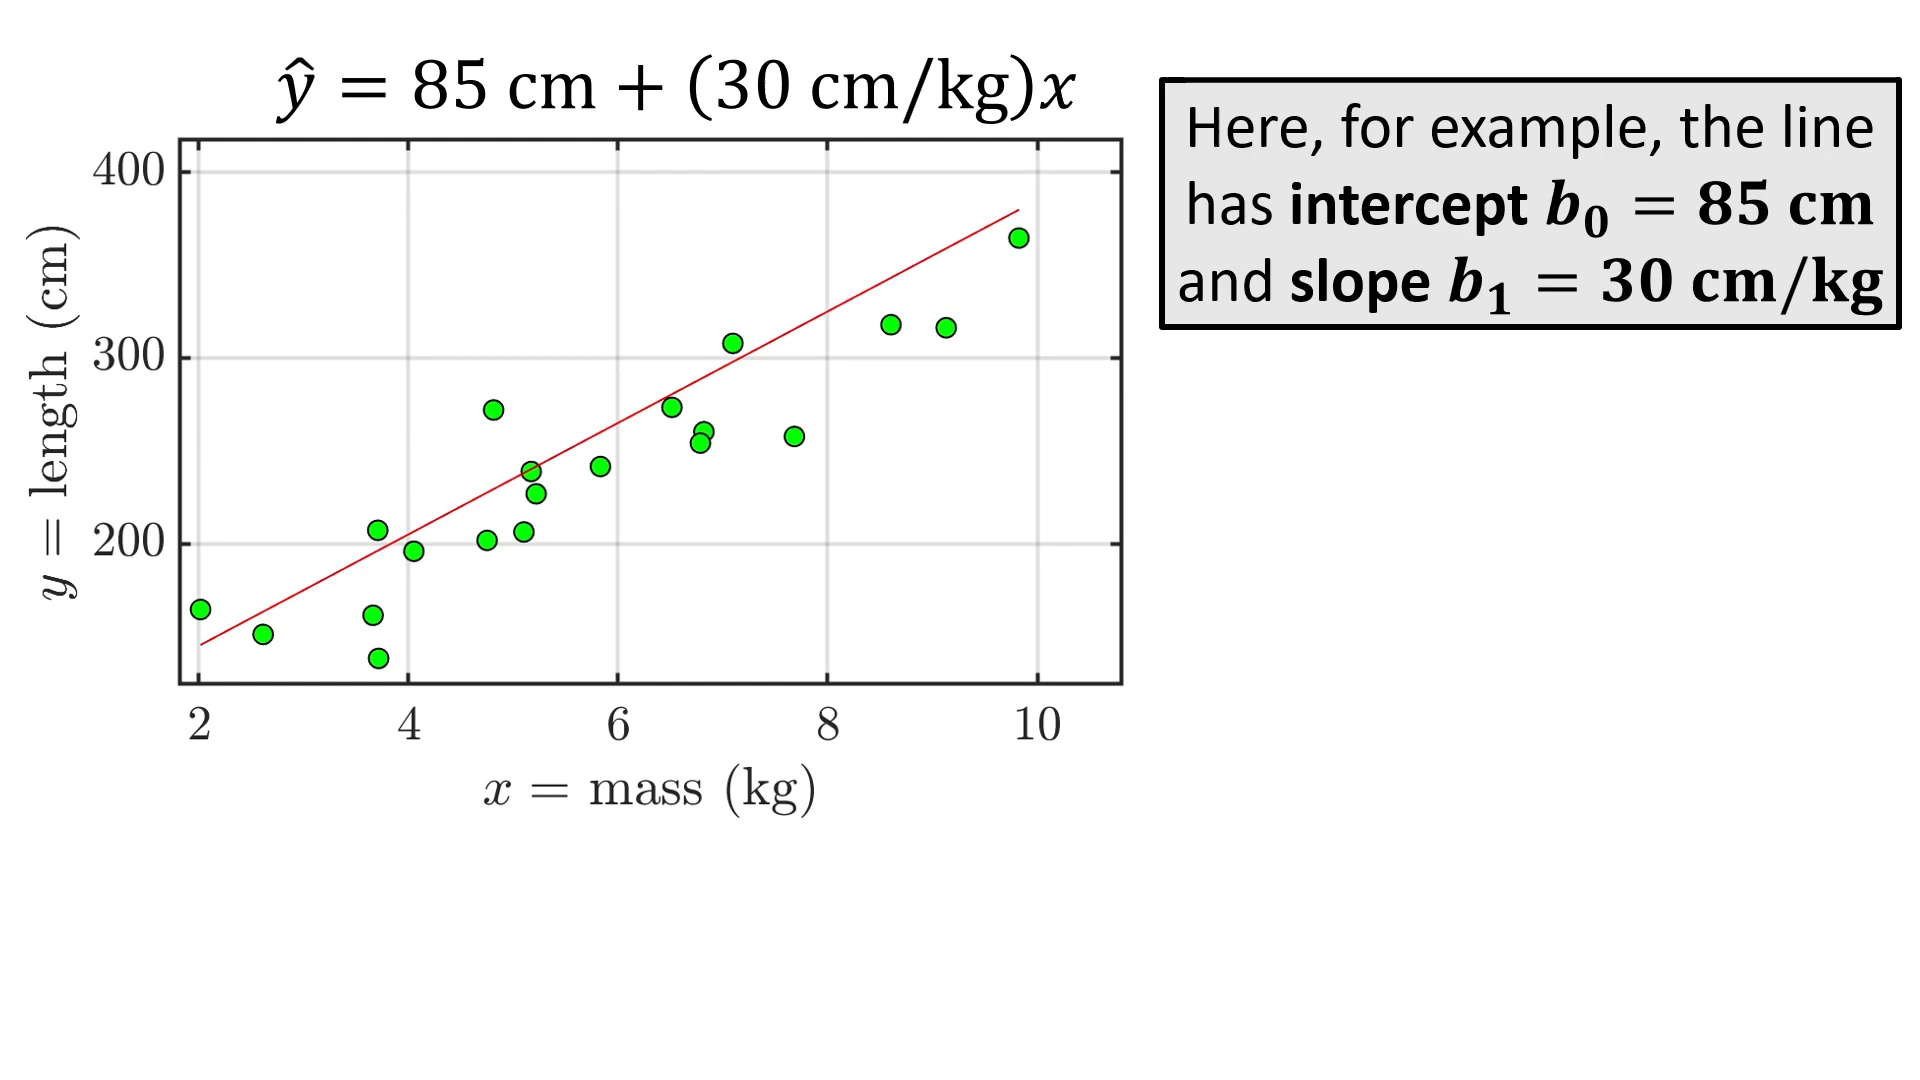 ŷ = 85 cm + (30 cm/kg)x
Here, for example, the line
has intercept b₀ = 85 cm
and slope b₁ = 30 cm/kg
400
300
200
y = length (cm)
2 4 6 8 10
x = mass (kg)